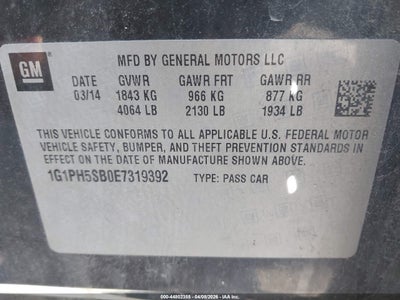 GM
MFD BY GENERAL MOTORS LLC
DATE GVWR GAWR FRT GAWR RR
03/14 1843 KG 966 KG 877 KG
4064 LB 2130 LB 1934 LB
THIS VEHICLE CONFORMS TO ALL APPLICABLE U.S. FEDERAL MOTOR
VEHICLE SAFETY, BUMPER, AND THEFT PREVENTION STANDARDS
IN EFFECT ON THE DATE OF MANUFACTURE SHOWN ABOVE.
1G1PH5SB0E7319392 TYPE: PASS CAR
000-44802355 - 04/08/2026 - IAA Inc.